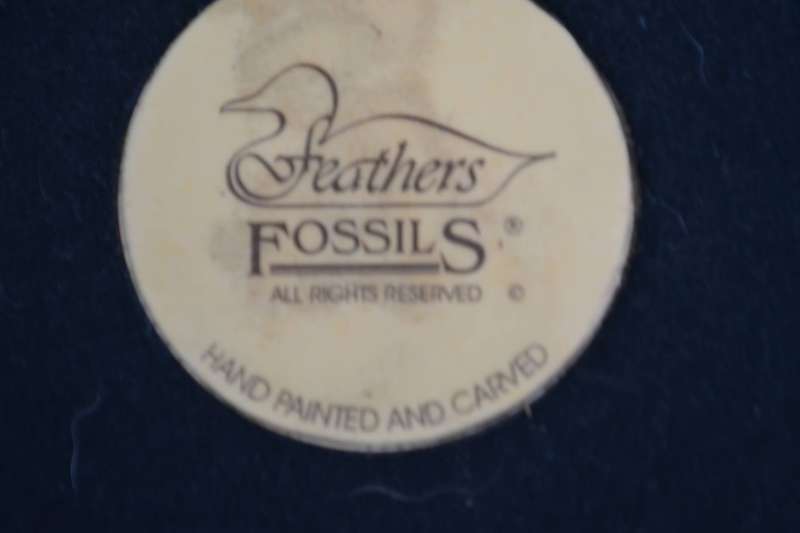 Feathers
FOSSILS ®
ALL RIGHTS RESERVED ©
HAND PAINTED AND CARVED